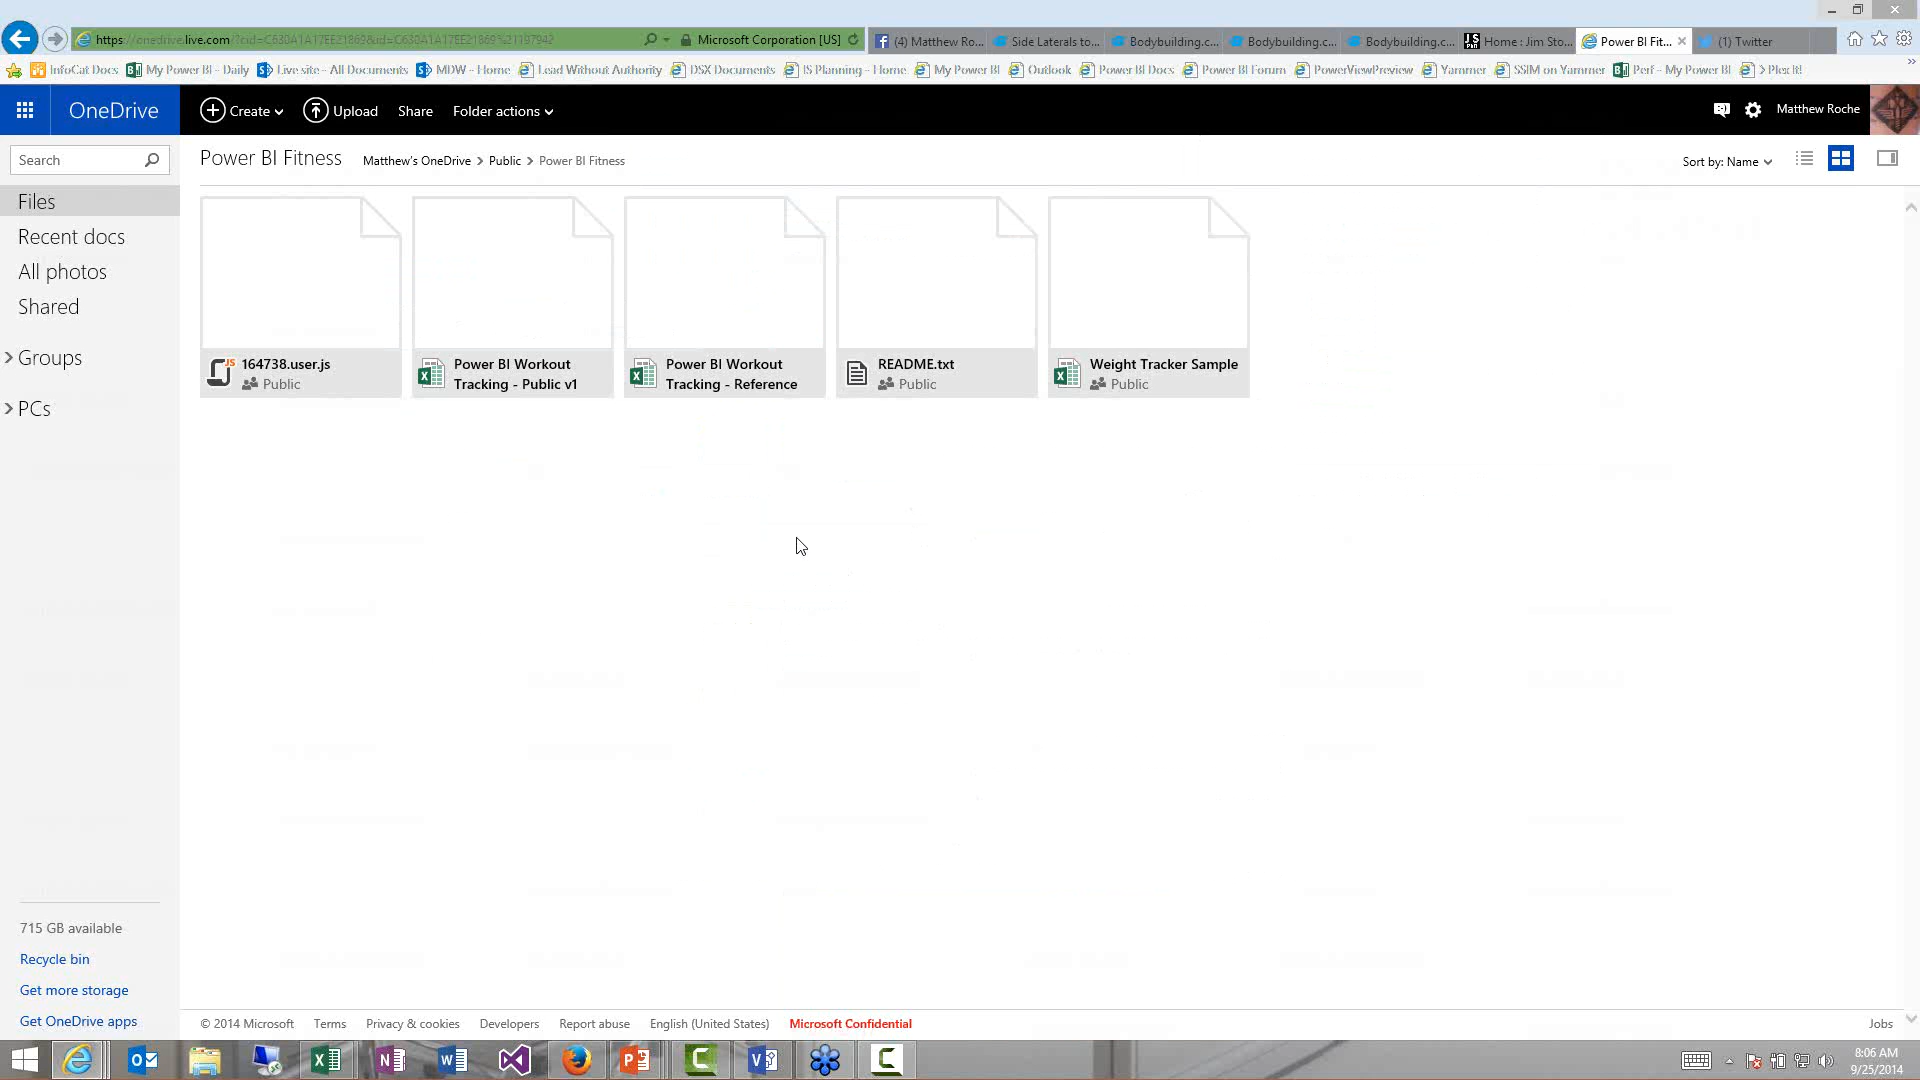 https://onedrive.live.com/?cid=C630A1A17EE21869&id=C630A1A17EE21869%21197942
Microsoft Corporation [US]
(4) Matthew Ro...
Side Laterals to...
Bodybuilding.c...
Bodybuilding.c...
Bodybuilding.c...
Home : Jim Sto...
Power BI Fit...
(1) Twitter
InfoCat Docs
My Power BI - Daily
Live site - All Documents
MDW - Home
Lead Without Authority
DSX Documents
IS Planning - Home
My Power BI
Outlook
Power BI Docs
Power BI Forum
PowerViewPreview
Yammer
SSIM on Yammer
Perf - My Power BI
> Plex It!
OneDrive
Create
Upload
Share
Folder actions
Matthew Roche
Search
Power BI Fitness
Matthew's OneDrive > Public > Power BI Fitness
Sort by: Name
Files
Recent docs
All photos
Shared
Groups
PCs
164738.user.js
Public
Power BI Workout
Tracking - Public v1
Power BI Workout
Tracking - Reference
README.txt
Public
Weight Tracker Sample
Public
715 GB available
Recycle bin
Get more storage
Get OneDrive apps
© 2014 Microsoft
Terms
Privacy & cookies
Developers
Report abuse
English (United States)
Microsoft Confidential
Jobs
8:06 AM
9/25/2014